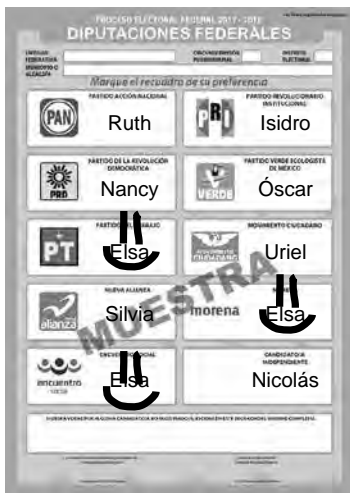 PROCESO ELECTORAL FEDERAL 2017 - 2018
DIPUTACIONES FEDERALES
ENTIDAD FEDERATIVA
MUNICIPIO O ALCALDÍA
CIRCUNSCRIPCIÓN PLURINOMINAL
DISTRITO ELECTORAL
Marque el recuadro de su preferencia
PARTIDO ACCIÓN NACIONAL
PAN
Ruth
PARTIDO REVOLUCIONARIO
INSTITUCIONAL
PRI
Isidro
PARTIDO DE LA REVOLUCIÓN
DEMOCRÁTICA
PRD
Nancy
PARTIDO VERDE ECOLOGISTA
DE MÉXICO
VERDE
Óscar
PT
Elsa
MOVIMIENTO CIUDADANO
Uriel
NUEVA ALIANZA
alianza
Silvia
morena
Elsa
encuentro
social
Elsa
CANDIDATO/A
INDEPENDIENTE
Nicolás
MUESTRA